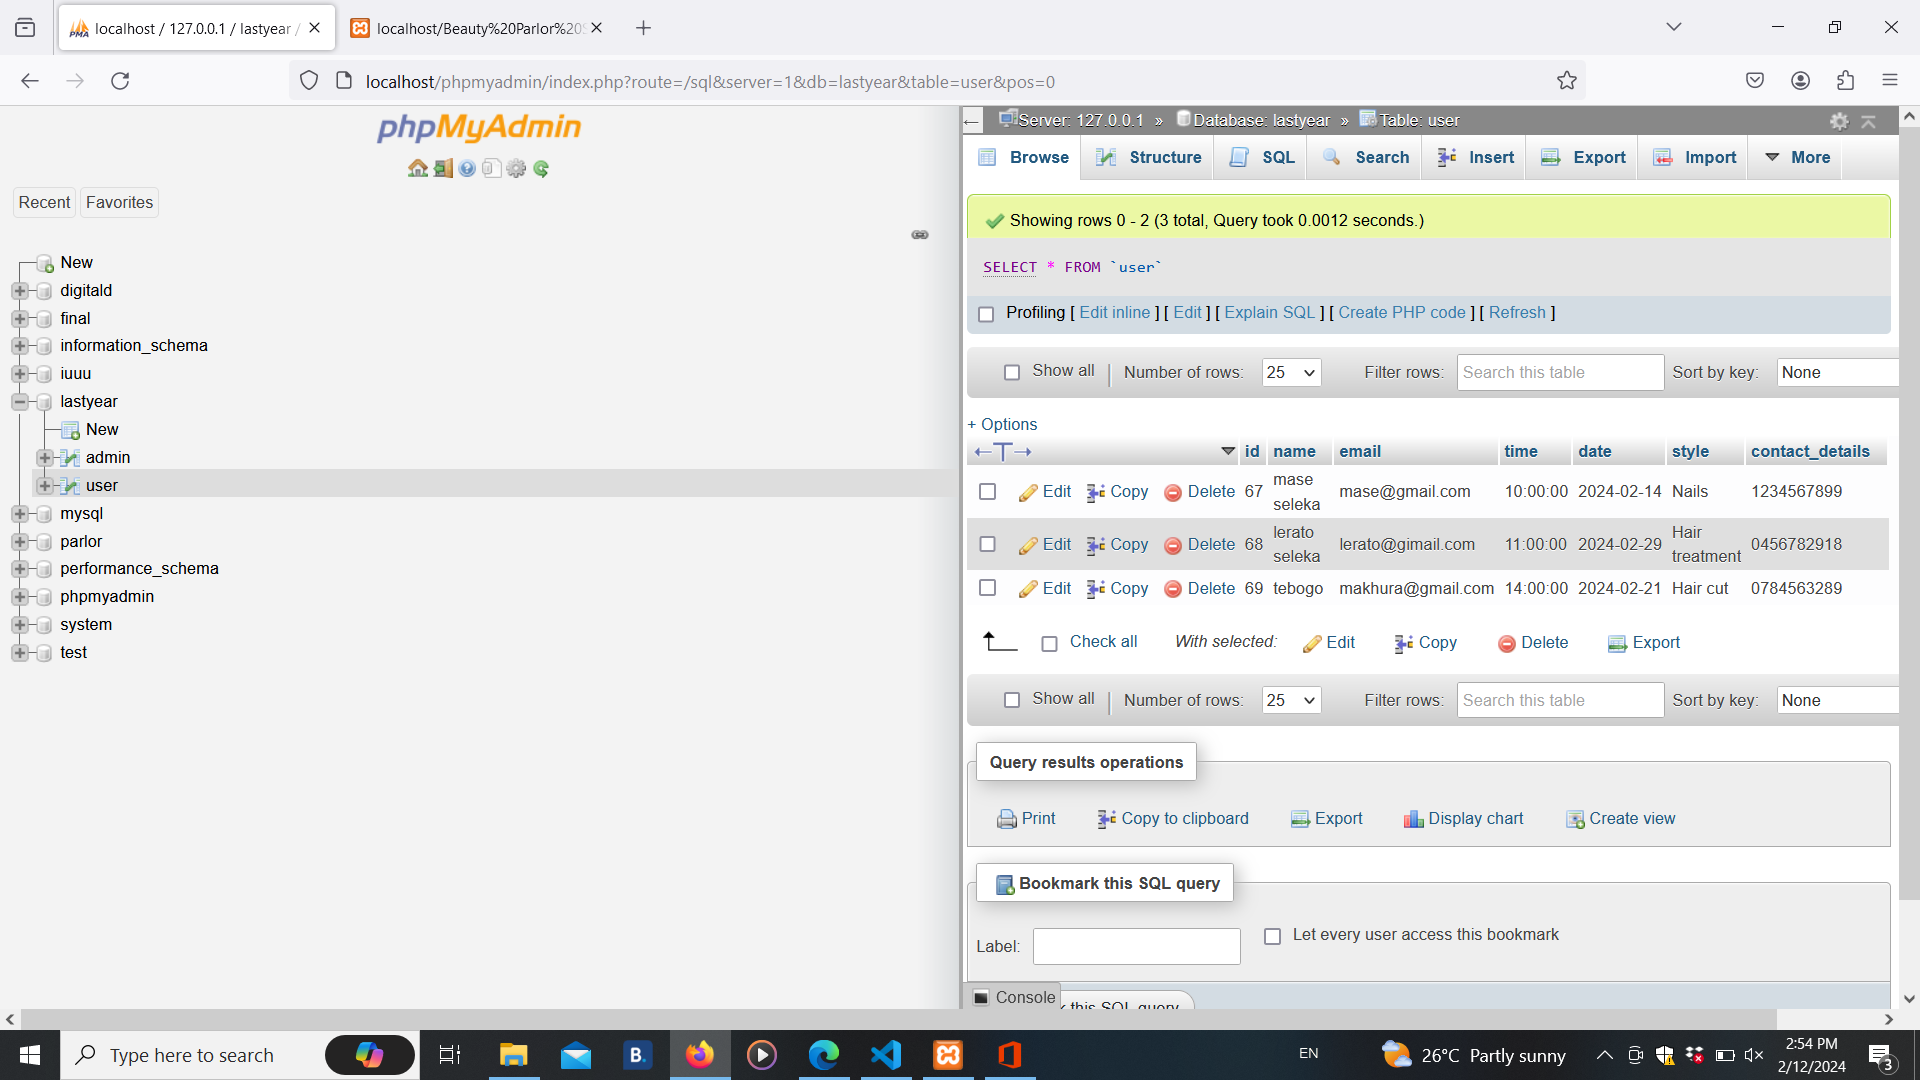 localhost / 127.0.0.1 / lastyear /
localhost/Beauty%20Parlor%20S
localhost/phpmyadmin/index.php?route=/sql&server=1&db=lastyear&table=user&pos=0
phpMyAdmin
Recent Favorites
New
digitald
final
information_schema
iuuu
lastyear
New
admin
user
mysql
parlor
performance_schema
phpmyadmin
system
test
Server: 127.0.0.1 » Database: lastyear » Table: user
Browse Structure SQL Search Insert Export Import More
Showing rows 0 - 2 (3 total, Query took 0.0012 seconds.)
SELECT * FROM `user`
Profiling [ Edit inline ] [ Edit ] [ Explain SQL ] [ Create PHP code ] [ Refresh ]
Show all Number of rows: 25 Filter rows: Search this table Sort by key: None
+ Options
id name email time date style contact_details
Edit Copy Delete 67 mase seleka mase@gmail.com 10:00:00 2024-02-14 Nails 1234567899
Edit Copy Delete 68 lerato seleka lerato@gimail.com 11:00:00 2024-02-29 Hair treatment 0456782918
Edit Copy Delete 69 tebogo makhura@gmail.com 14:00:00 2024-02-21 Hair cut 0784563289
Check all With selected: Edit Copy Delete Export
Show all Number of rows: 25 Filter rows: Search this table Sort by key: None
Query results operations
Print Copy to clipboard Export Display chart Create view
Bookmark this SQL query
Label: Let every user access this bookmark
Console this SQL query
Type here to search
B.
EN
26°C Partly sunny
2:54 PM
2/12/2024
3